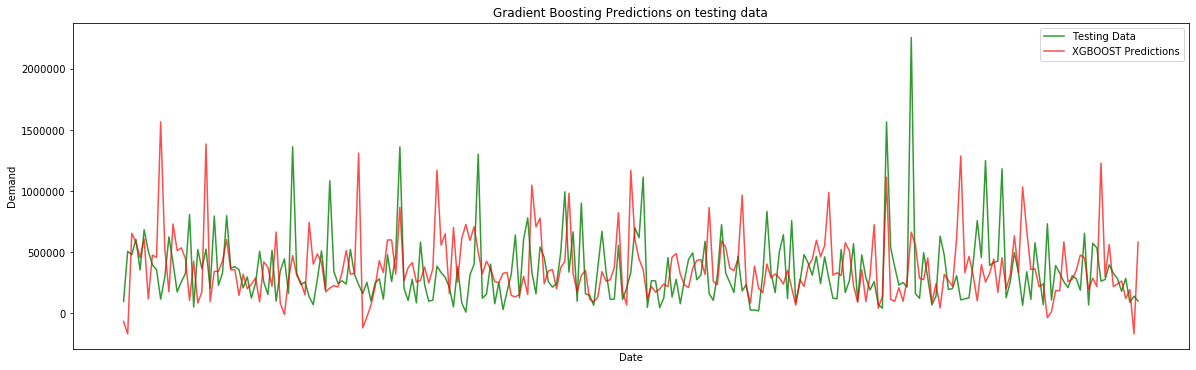 Gradient Boosting Predictions on testing data
Testing Data
XGBOOST Predictions
2000000
1500000
1000000
500000
0
Demand
Date